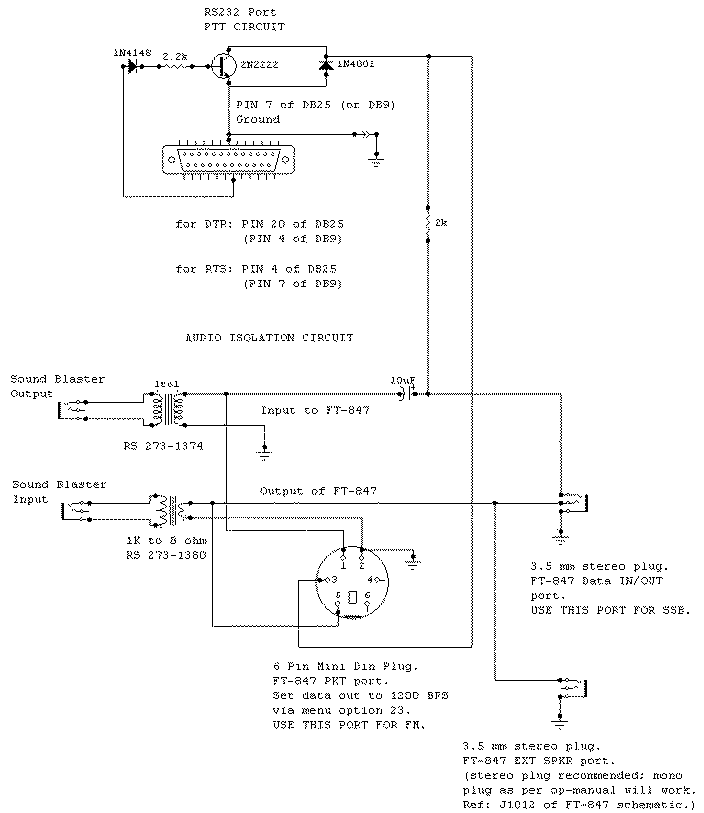 RS232 Port
PTT CIRCUIT
1N4148
2.2k
2N2222
1N4001
PIN 7 of DB25 (or DB9)
Ground
for DTR: PIN 20 of DB25
(PIN 4 of DB9)
2k
for RTS: PIN 4 of DB25
(PIN 7 of DB9)
AUDIO ISOLATION CIRCUIT
Sound Blaster
Output
1to1
10uF
Input to FT-847
RS 273-1374
Sound Blaster
Input
Output of FT-847
1K to 8 ohm
RS 273-1380
1
2
3
4
5
6
3.5 mm stereo plug.
FT-847 Data IN/OUT
port.
USE THIS PORT FOR SSB.
6 Pin Mini Din Plug.
FT-847 PKT port.
Set data out to 1200 BPS
via menu option 23.
USE THIS PORT FOR FM.
3.5 mm stereo plug.
FT-847 EXT SPKR port.
(stereo plug recommended; mono
plug as per op-manual will work.
Ref: J1012 of FT-847 schematic.)